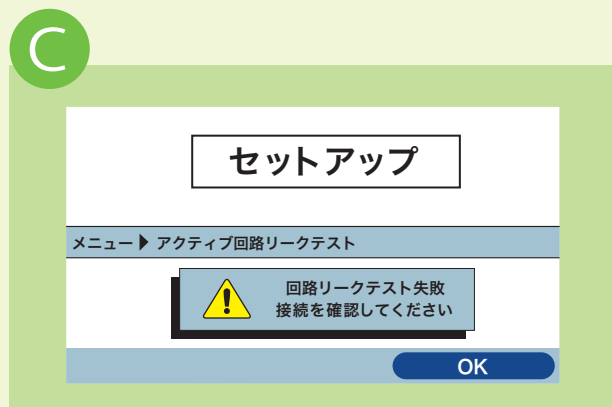 C
セットアップ
メニュー▶アクティブ回路リークテスト
回路リークテスト失敗
接続を確認してください
OK